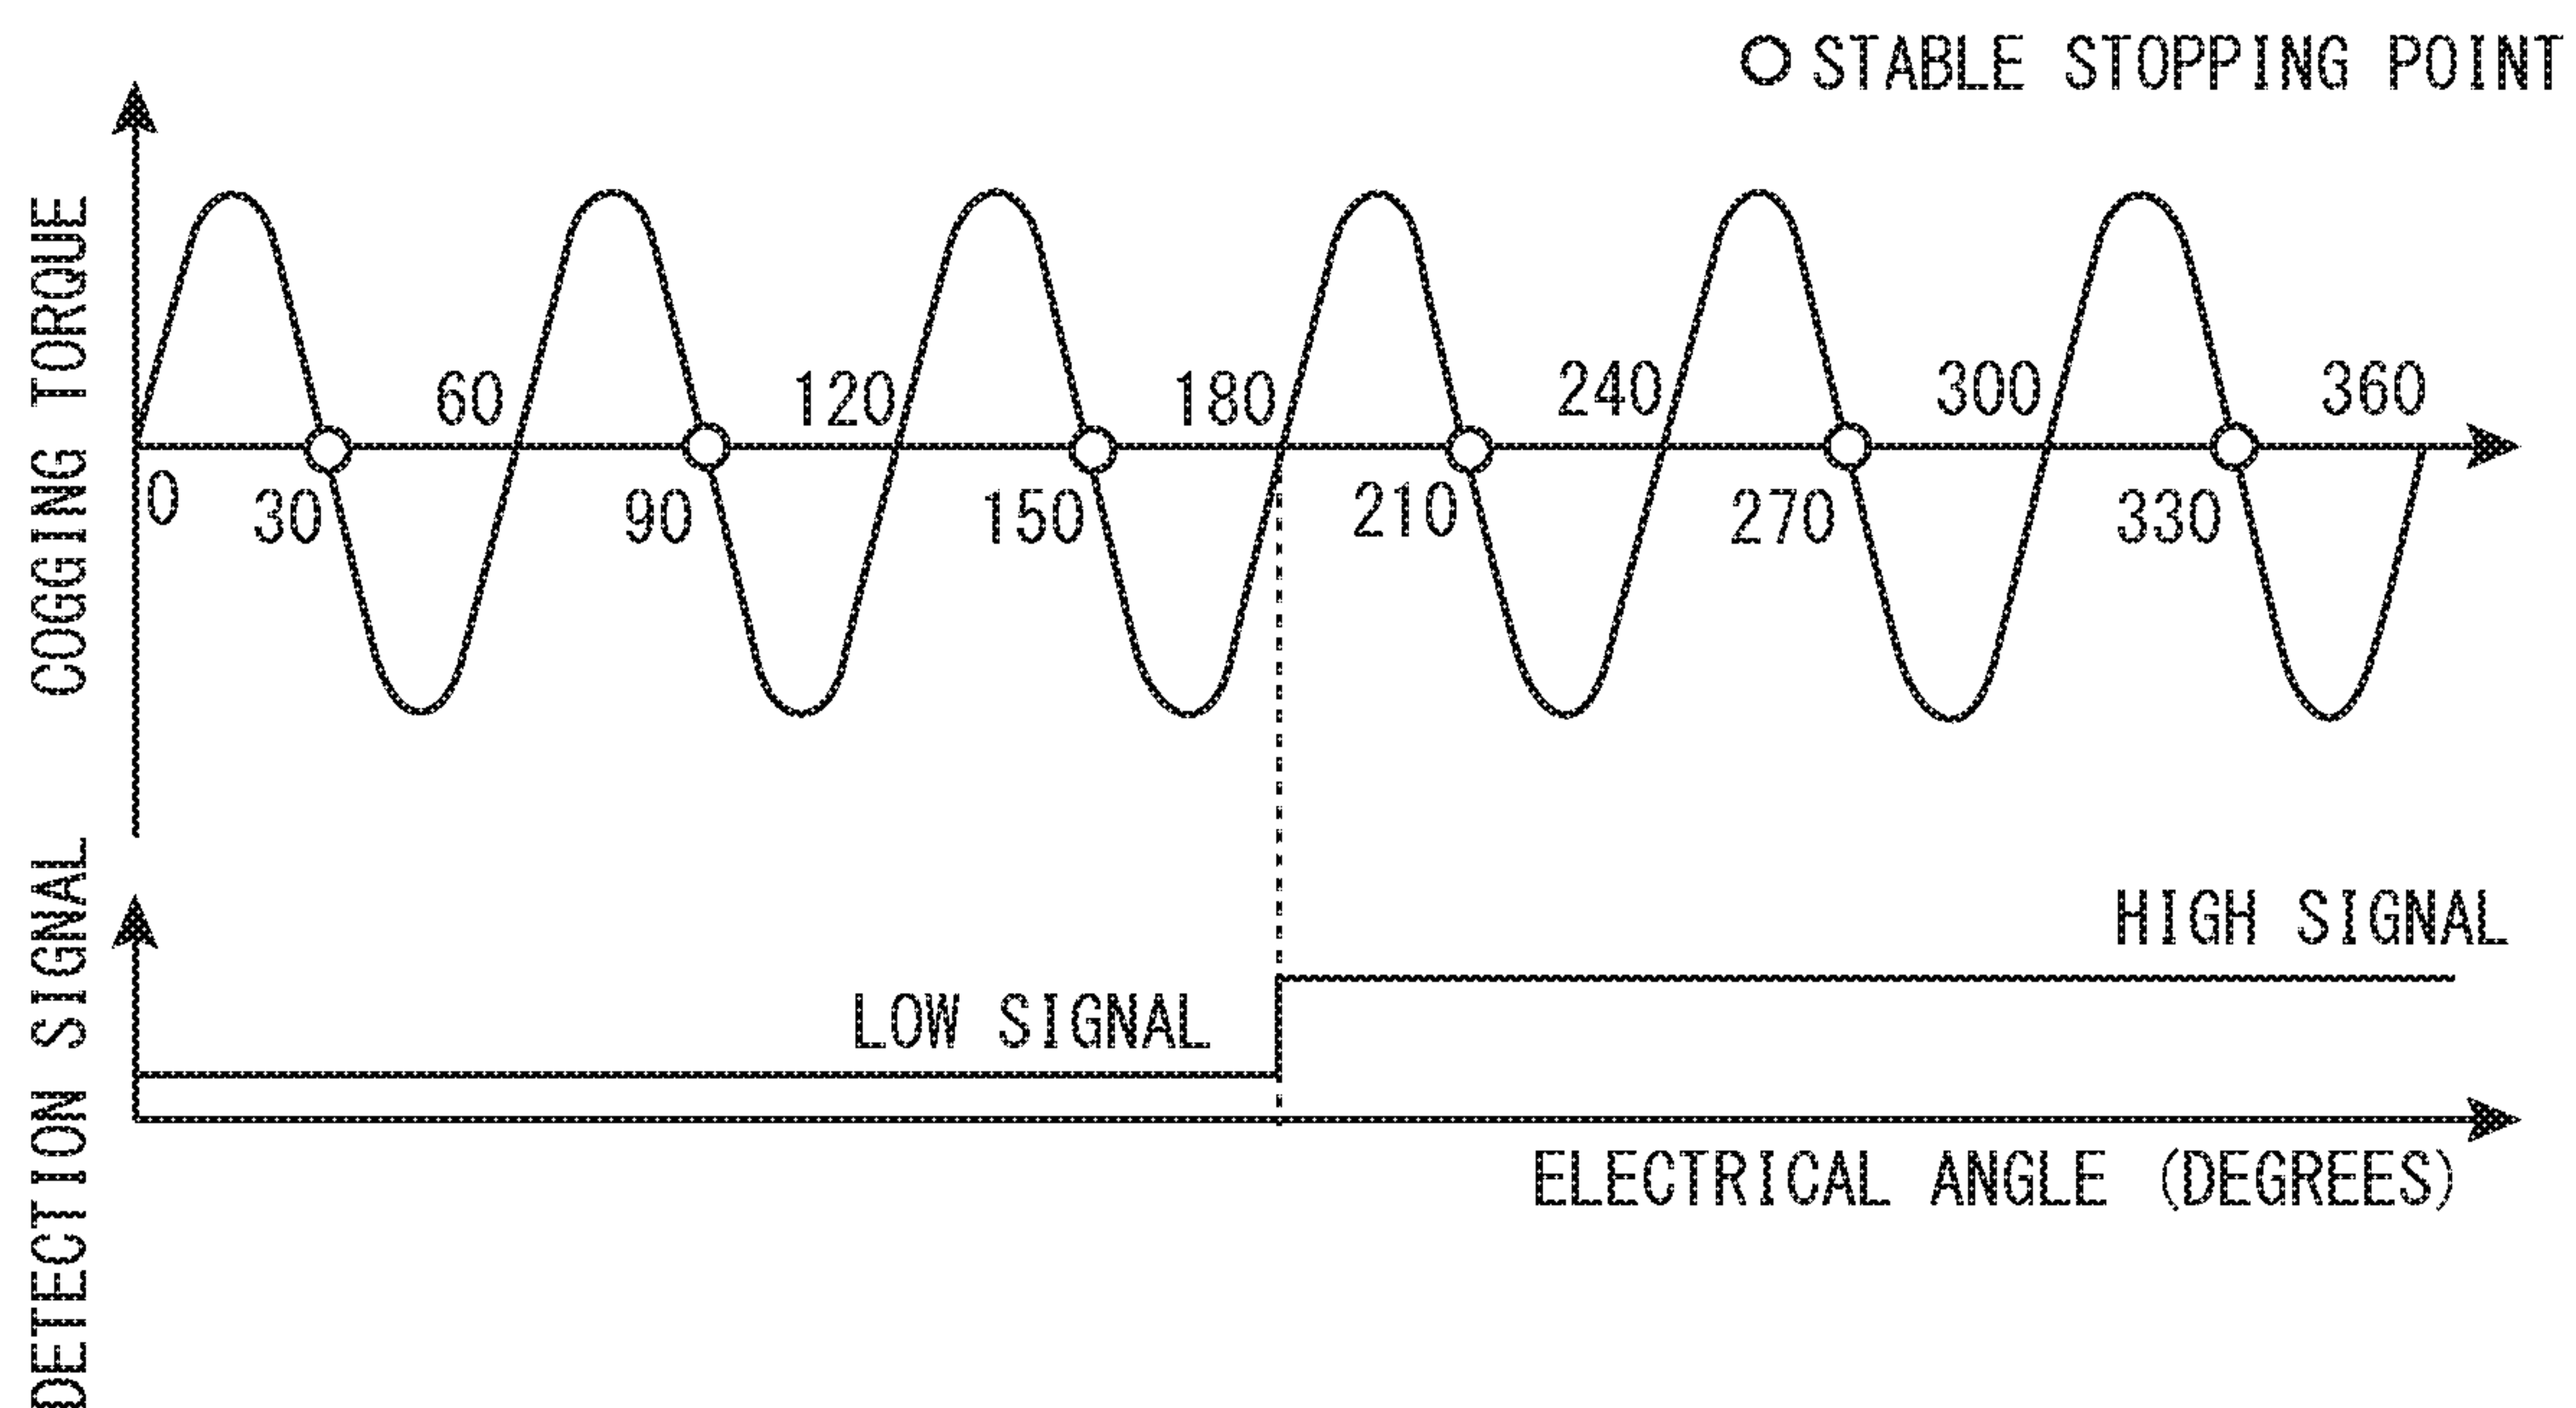 STABLE STOPPING POINT
COGGING TORQUE
60 120 180 240 300 360
0 30 90 150 210 270 330
DETECTION SIGNAL
HIGH SIGNAL
LOW SIGNAL
ELECTRICAL ANGLE (DEGREES)